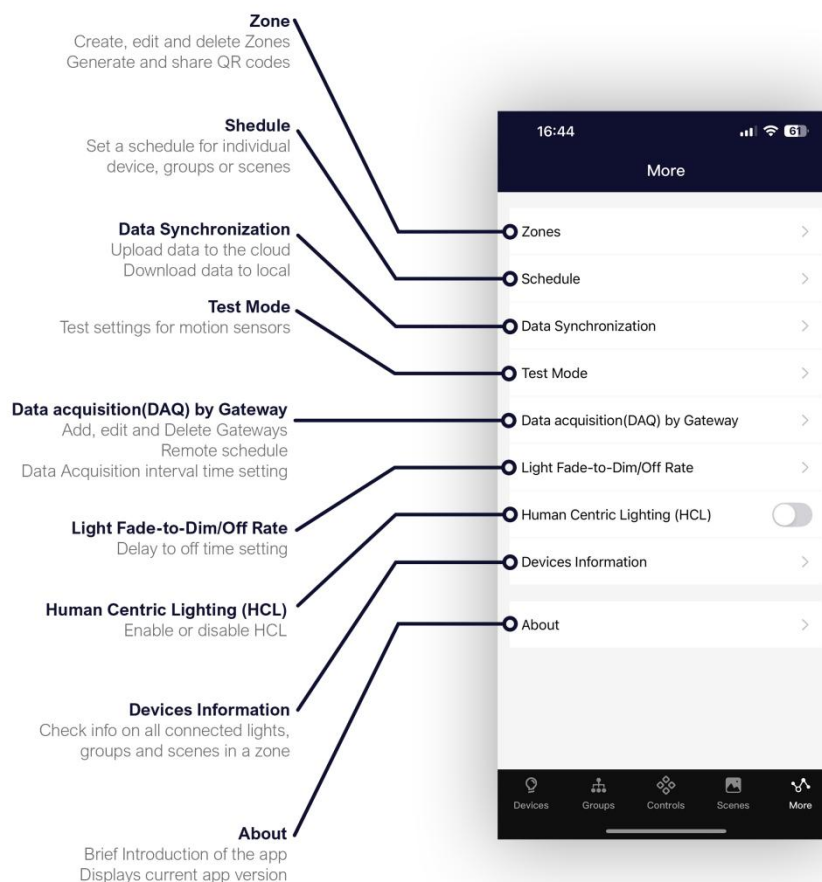 Zone
Create, edit and delete Zones
Generate and share QR codes
Shedule
Set a schedule for individual
device, groups or scenes
Data Synchronization
Upload data to the cloud
Download data to local
Test Mode
Test settings for motion sensors
Data acquisition(DAQ) by Gateway
Add, edit and Delete Gateways
Remote schedule
Data Acquisition interval time setting
Light Fade-to-Dim/Off Rate
Delay to off time setting
Human Centric Lighting (HCL)
Enable or disable HCL
Devices Information
Check info on all connected lights,
groups and scenes in a zone
About
Brief Introduction of the app
Displays current app version
16:44 61
More
Zones
Schedule
Data Synchronization
Test Mode
Data acquisition(DAQ) by Gateway
Light Fade-to-Dim/Off Rate
Human Centric Lighting (HCL)
Devices Information
About
Devices Groups Controls Scenes More